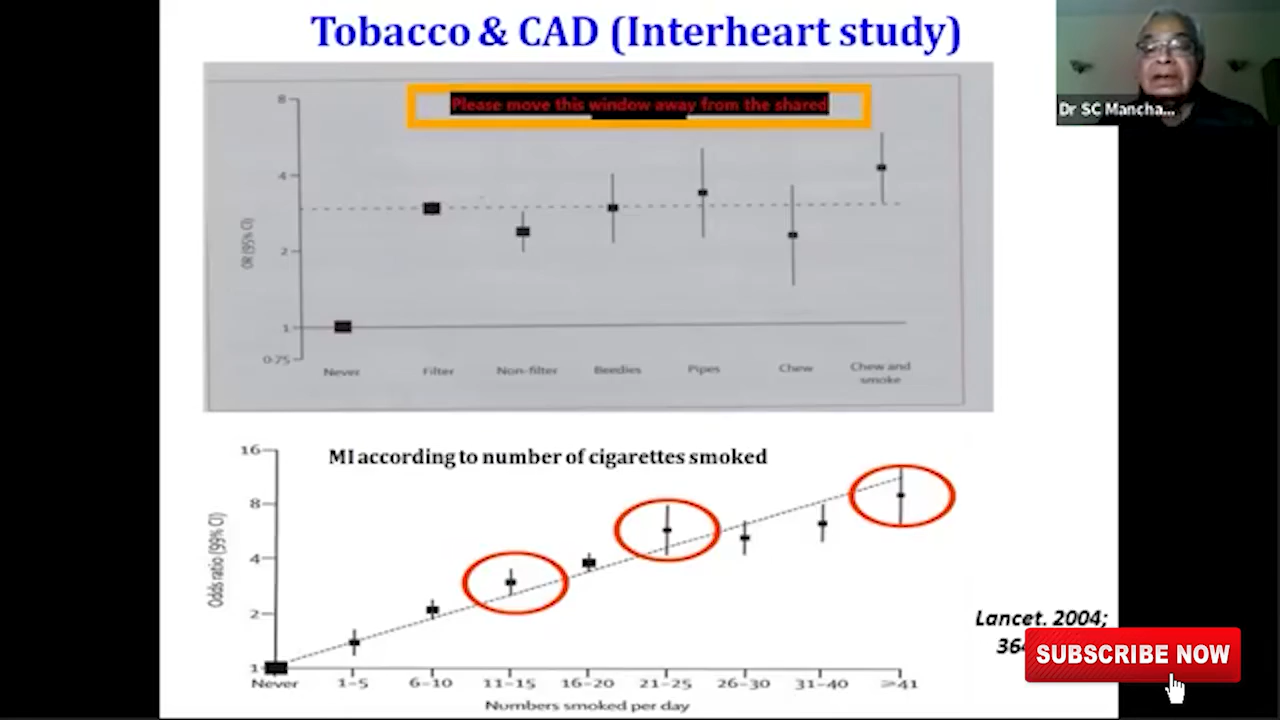 Tobacco & CAD (Interheart study)
Please move this window away from the shared
Dr SC Mancha...
8
4
2
1
0·75
OR (95% CI)
Never
Filter
Non-filter
Beedies
Pipes
Chew
Chew and
smoke
MI according to number of cigarettes smoked
16
8
4
2
1
Odds ratio (99% CI)
Never
1–5
6–10
11–15
16–20
21–25
26–30
31–40
≥41
Numbers smoked per day
Lancet. 2004;
SUBSCRIBE NOW